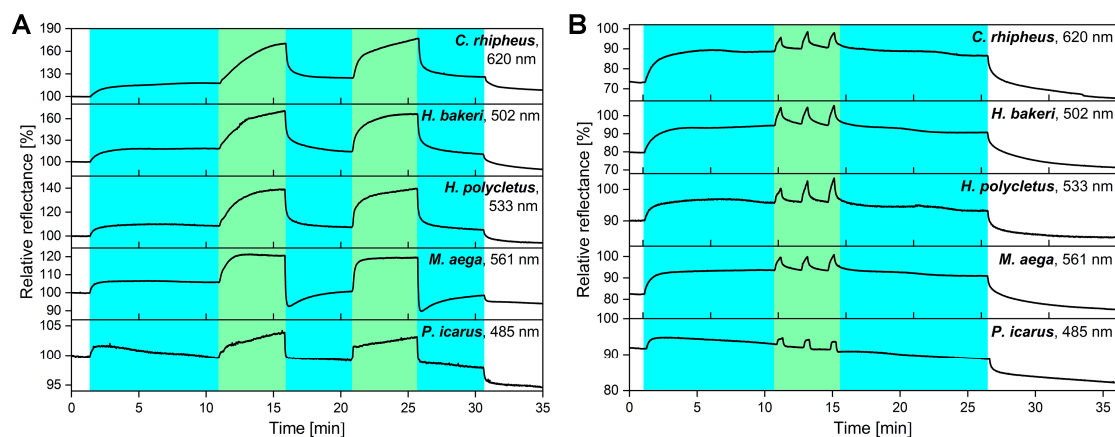 A
Relative reflectance [%]
190
160
130
100
C. rhipheus,
620 nm
160
130
100
H. bakeri, 502 nm
140
120
100
H. polycletus,
533 nm
120
110
100
90
M. aega, 561 nm
105
100
95
P. icarus, 485 nm
0 5 10 15 20 25 30 35
Time [min]
B
Relative reflectance [%]
100
90
80
70
C. rhipheus, 620 nm
100
90
80
70
H. bakeri, 502 nm
100
90
H. polycletus, 533 nm
100
90
80
M. aega, 561 nm
100
90
80
P. icarus, 485 nm
0 5 10 15 20 25 30 35
Time [min]